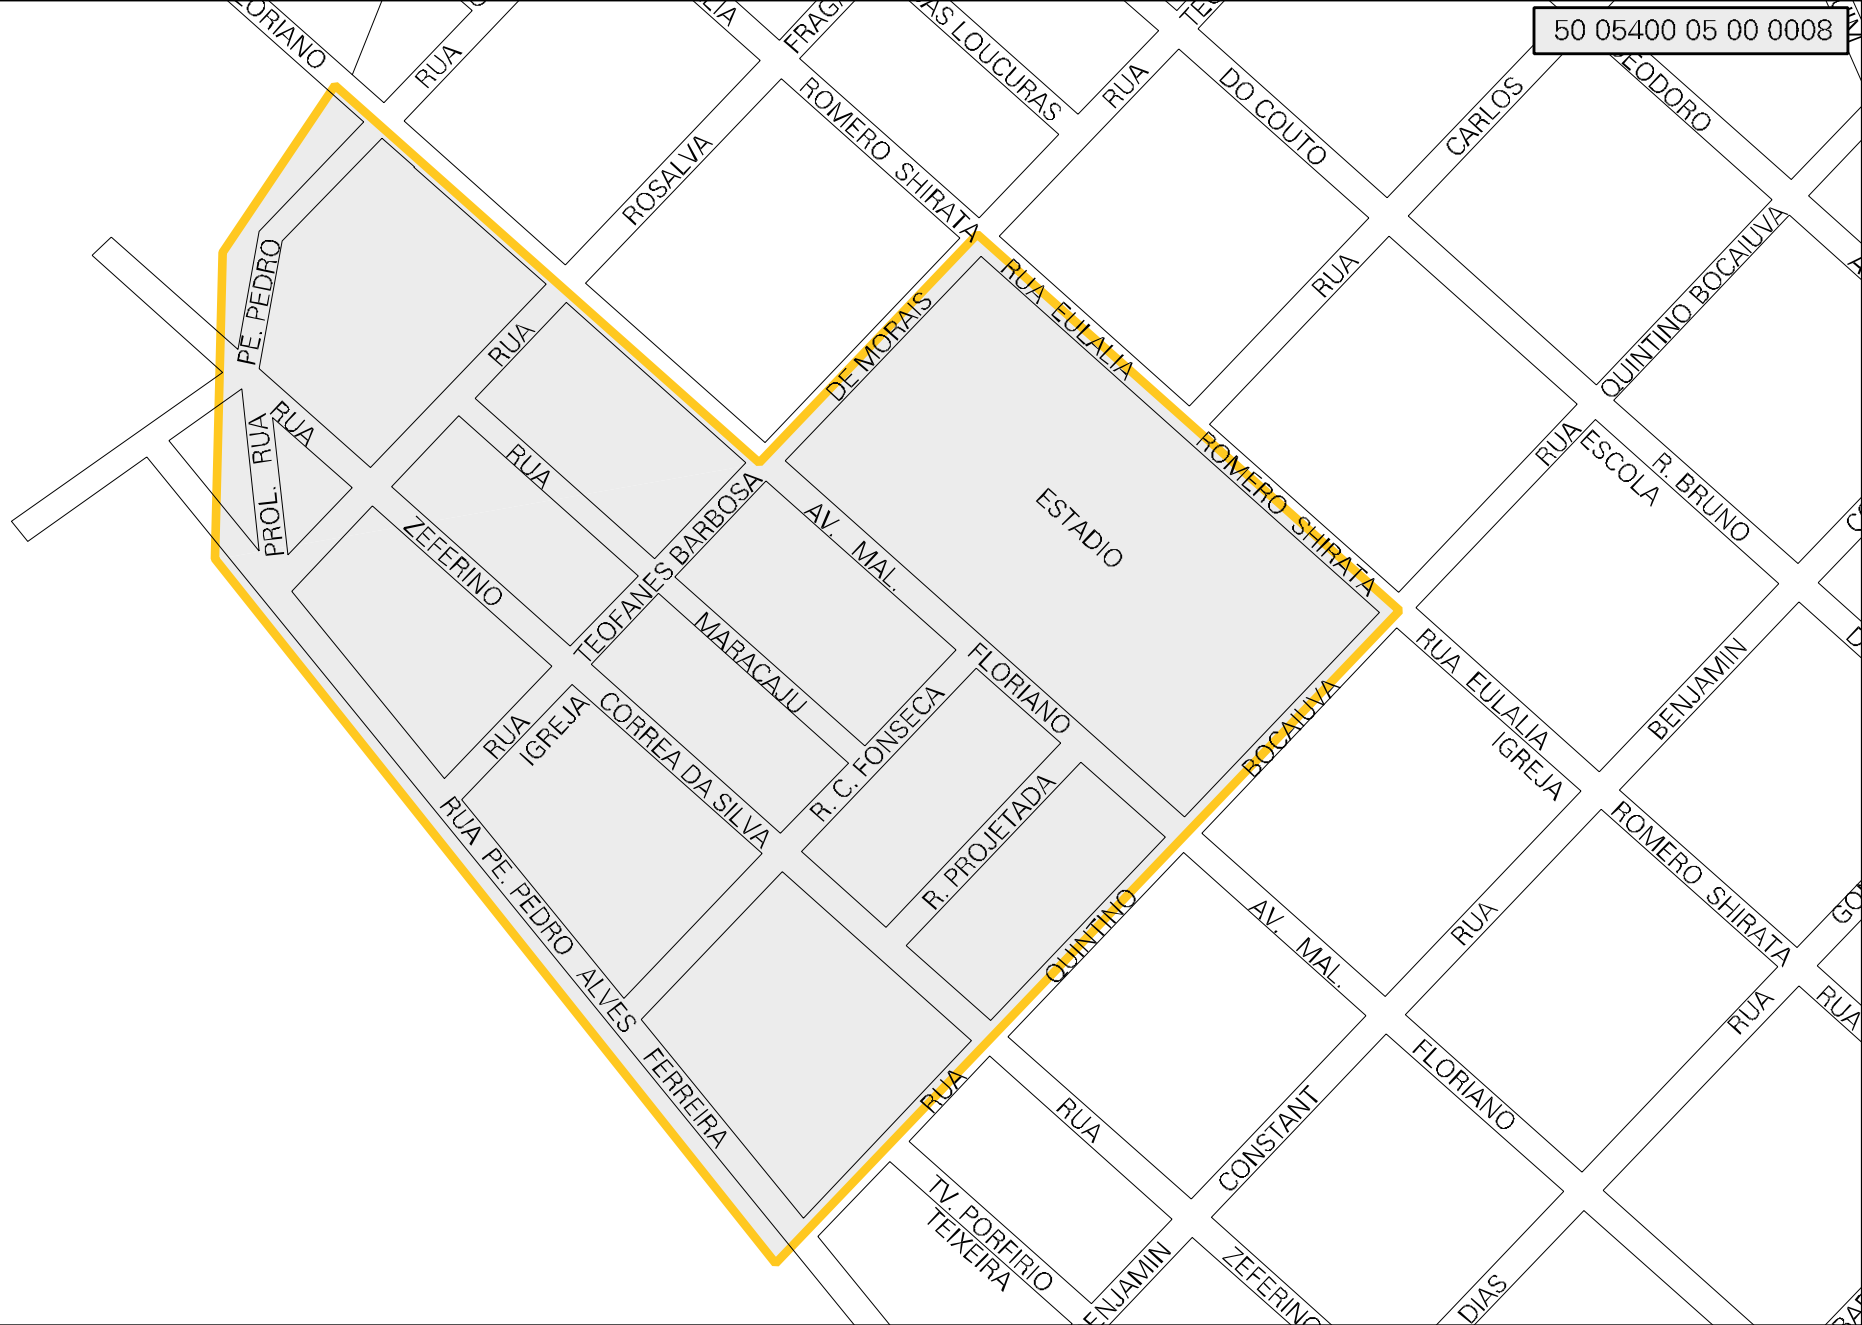 50 05400 05 00 0008
FLORIANO
RUA
ROSALVA
ROMERO SHIRATA
AS LOUCURAS
RUA
DO COUTO
CARLOS
DEODORO
RUA
QUINTINO BOCAIUVA
PE. PEDRO
RUA
DE MORAIS
RUA EULALIA
ROMERO SHIRATA
RUA
ESCOLA
R. BRUNO
PROL. RUA
RUA
RUA
ZEFERINO
TEOFANES BARBOSA
AV. MAL.
FLORIANO
ESTADIO
MARACAJU
CORREA DA SILVA
RUA
IGREJA
R. C. FONSECA
R. PROJETADA
RUA QUINTINO BOCAIUVA
RUA EULALIA
IGREJA
BENJAMIN
ROMERO SHIRATA
RUA PE. PEDRO ALVES FERREIRA
AV. MAL.
RUA
FLORIANO
RUA
RUA
RUA
CONSTANT
TV. PORFIRIO
TEIXEIRA
ENJAMIN
ZEFERINO
DIAS